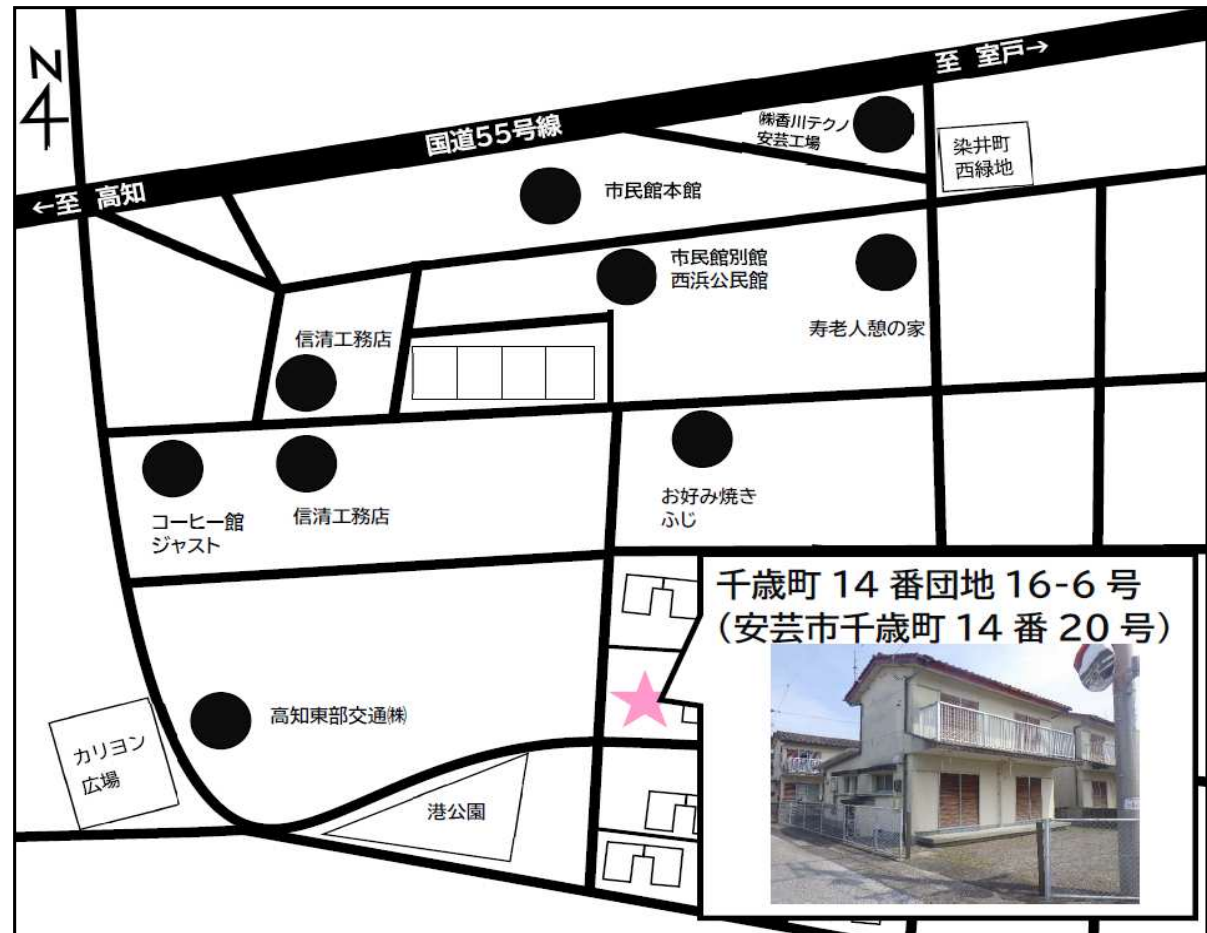 N
至 室戸→
㈱香川テクノ
安芸工場
国道55号線
染井町
西緑地
←至 高知
市民館本館
市民館別館
西浜公民館
寿老人憩の家
信清工務店
コーヒー館
ジャスト
信清工務店
お好み焼き
ふじ
千歳町 14 番団地 16-6 号
(安芸市千歳町 14 番 20 号)
高知東部交通㈱
カリヨン
広場
港公園